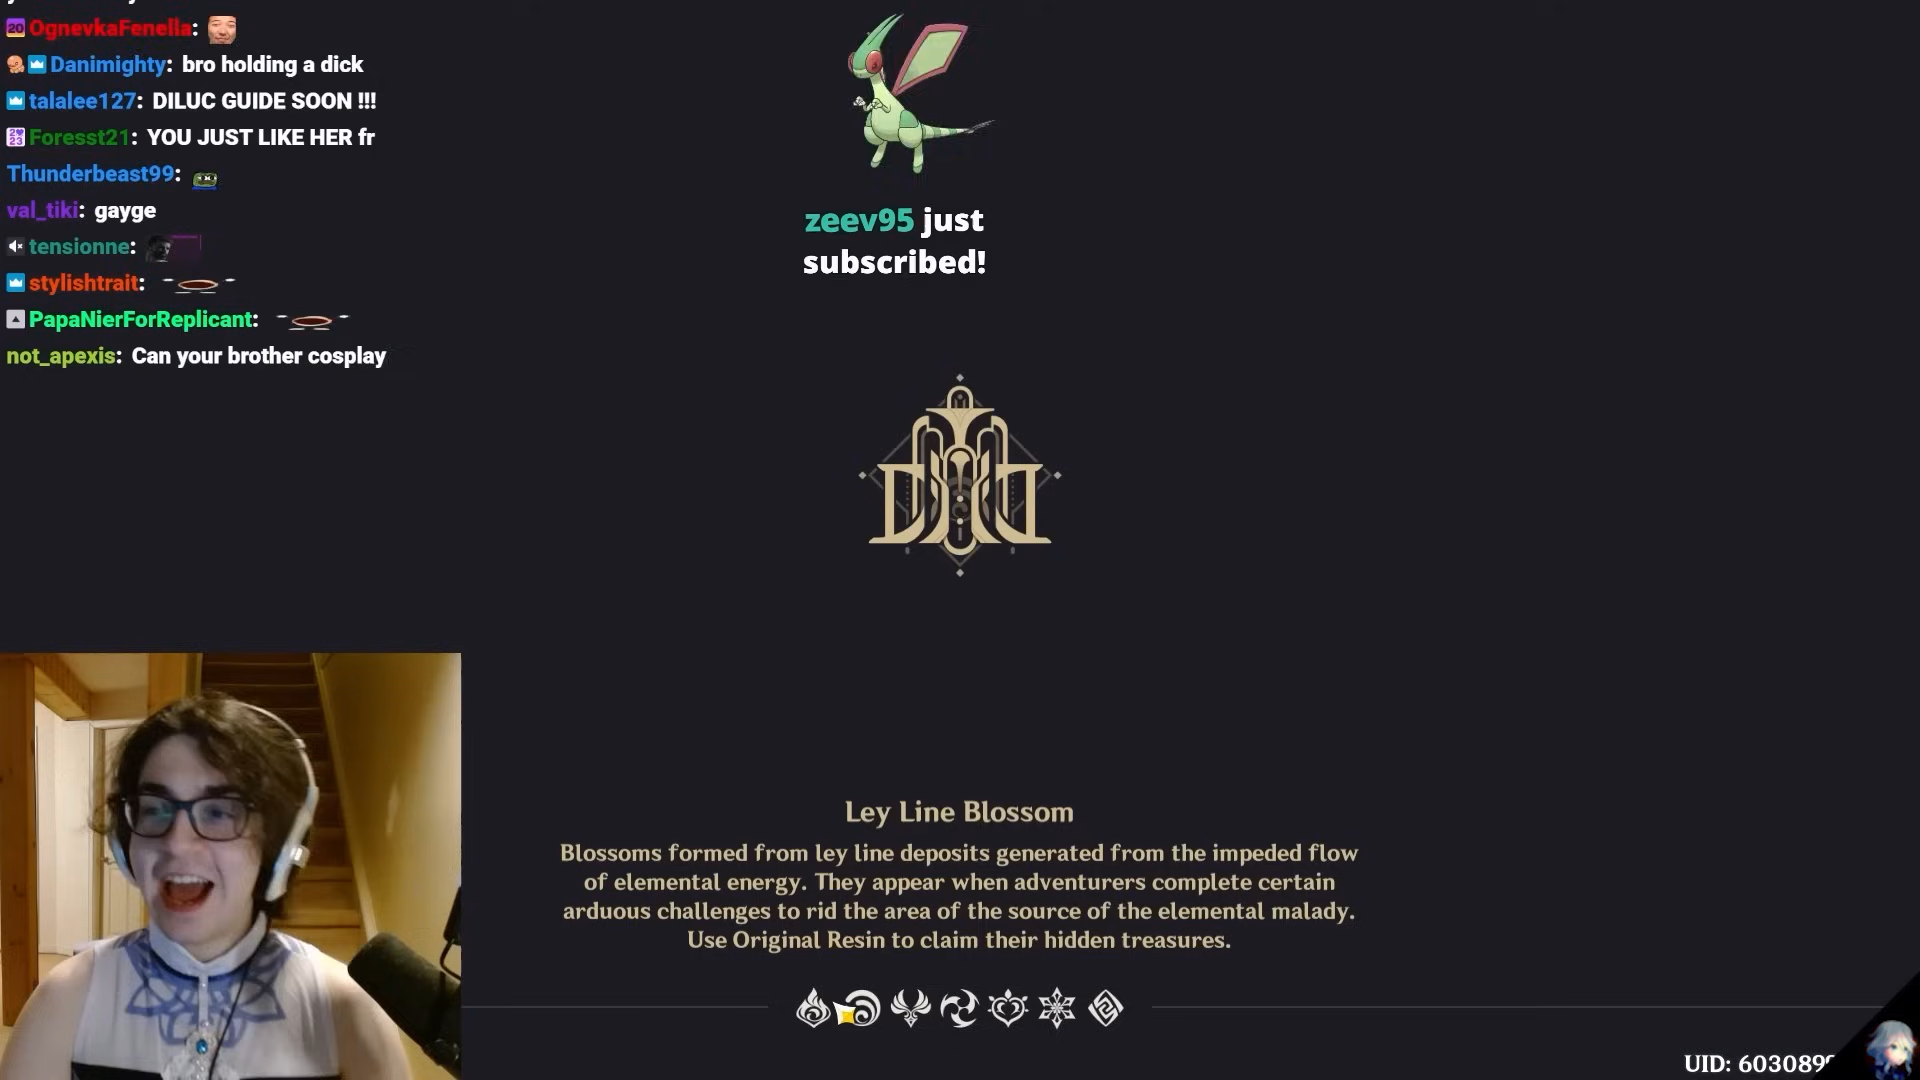 OgnevkaFenella:
Danimighty: bro holding a dick
talalee127: DILUC GUIDE SOON !!!
Foresst21: YOU JUST LIKE HER fr
Thunderbeast99:
val_tiki: gayge
tensionne:
stylishtrait:
PapaNierForReplicant:
not_apexis: Can your brother cosplay
zeev95 just
subscribed!
Ley Line Blossom
Blossoms formed from ley line deposits generated from the impeded flow
of elemental energy. They appear when adventurers complete certain
arduous challenges to rid the area of the source of the elemental malady.
Use Original Resin to claim their hidden treasures.
UID: 603089